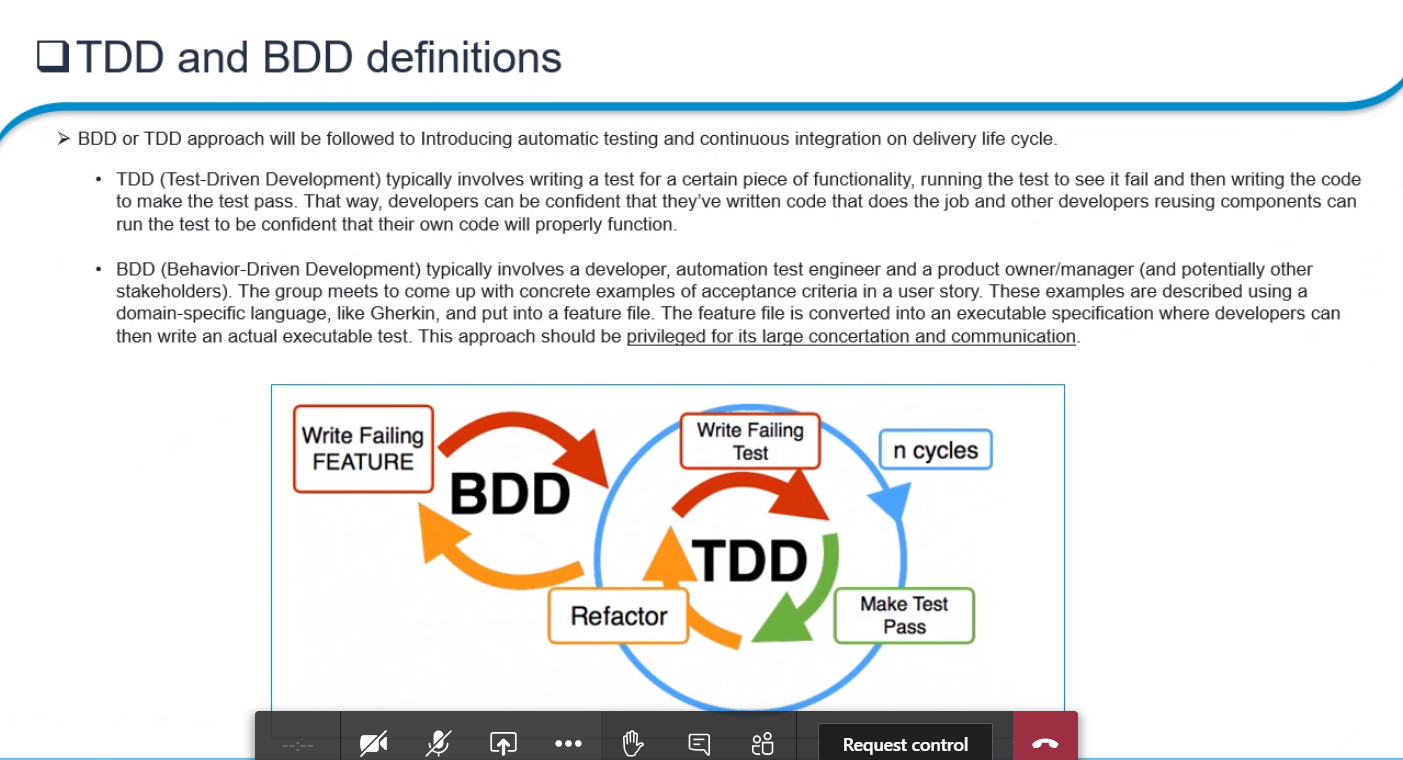 TDD and BDD definitions
BDD or TDD approach will be followed to Introducing automatic testing and continuous integration on delivery life cycle.
TDD (Test-Driven Development) typically involves writing a test for a certain piece of functionality, running the test to see it fail and then writing the code
to make the test pass. That way, developers can be confident that they've written code that does the job and other developers reusing components can
run the test to be confident that their own code will properly function.
BDD (Behavior-Driven Development) typically involves a developer, automation test engineer and a product owner/manager (and potentially other
stakeholders). The group meets to come up with concrete examples of acceptance criteria in a user story. These examples are described using a
domain-specific language, like Gherkin, and put into a feature file. The feature file is converted into an executable specification where developers can
then write an actual executable test. This approach should be privileged for its large concertation and communication.
Write Failing
FEATURE
BDD
Write Failing
Test
n cycles
TDD
Refactor
Make Test
Pass
--:--
Request control